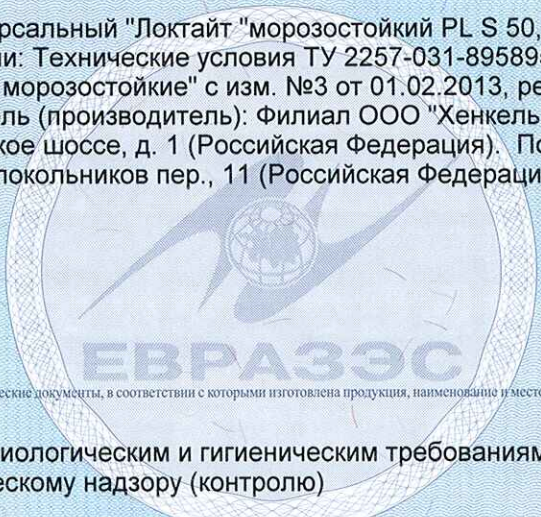 рсальный "Локтайт "морозостойкий PL S 50,
ии: Технические условия ТУ 2257-031-89589
морозостойкие" с изм. №3 от 01.02.2013, ре
ль (производитель): Филиал ООО "Хенкель
кое шоссе, д. 1 (Российская Федерация). По
локольников пер., 11 (Российская Федераци
ЕВРАЗЭС
еские документы, в соответствии с которыми изготовлена продукция, наименование и место
иологическим и гигиеническим требованиям
ескому надзору (контролю)